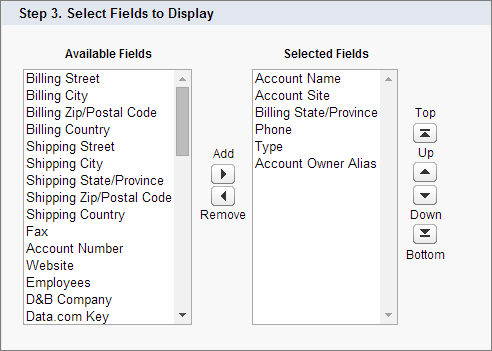 Step 3. Select Fields to Display
Available Fields
Billing Street
Billing City
Billing Zip/Postal Code
Billing Country
Shipping Street
Shipping City
Shipping State/Province
Shipping Zip/Postal Code
Shipping Country
Fax
Account Number
Website
Employees
D&B Company
Data.com Key
Add
Remove
Selected Fields
Account Name
Account Site
Billing State/Province
Phone
Type
Account Owner Alias
Top
Up
Down
Bottom